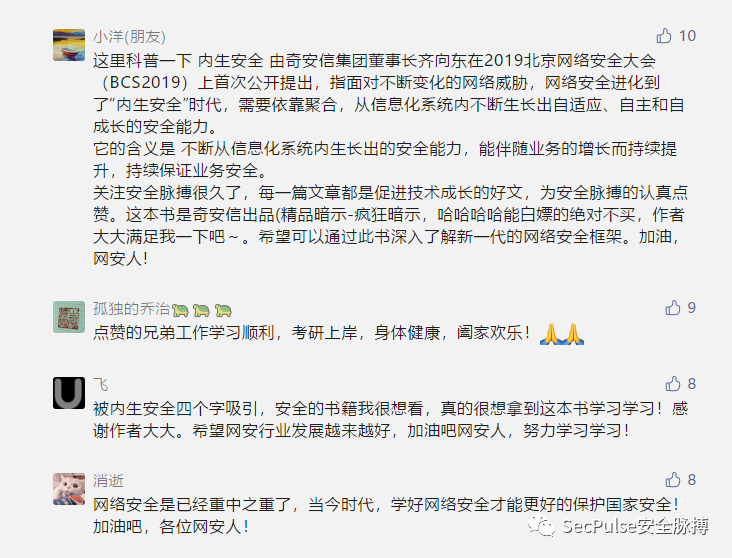 小洋(朋友)
10
这里科普一下 内生安全 由奇安信集团董事长齐向东在2019北京网络安全大会
（BCS2019）上首次公开提出，指面对不断变化的网络威胁，网络安全进化到
了“内生安全”时代，需要依靠聚合，从信息化系统内不断生长出自适应、自主和自
成长的安全能力。
它的含义是 不断从信息化系统内生长出的安全能力，能伴随业务的增长而持续提
升，持续保证业务安全。
关注安全脉搏很久了，每一篇文章都是促进技术成长的好文，为安全脉搏的认真点
赞。这本书是奇安信出品(精品暗示-疯狂暗示，哈哈哈哈能白嫖的绝对不买，作者
大大满足我一下吧～。希望可以通过此书深入了解新一代的网络安全框架。加油，
网安人！
孤独的乔治🐢🐢🐢
9
点赞的兄弟工作学习顺利，考研上岸，身体健康，阖家欢乐！🙏🙏
飞
8
被内生安全四个字吸引，安全的书籍我很想看，真的很想拿到这本书学习学习！感
谢作者大大。希望网安行业发展越来越好，加油吧网安人，努力学习学习！
消逝
8
网络安全是已经重中之重了，当今时代，学好网络安全才能更好的保护国家安全！
加油吧，各位网安人！
SecPulse安全脉搏